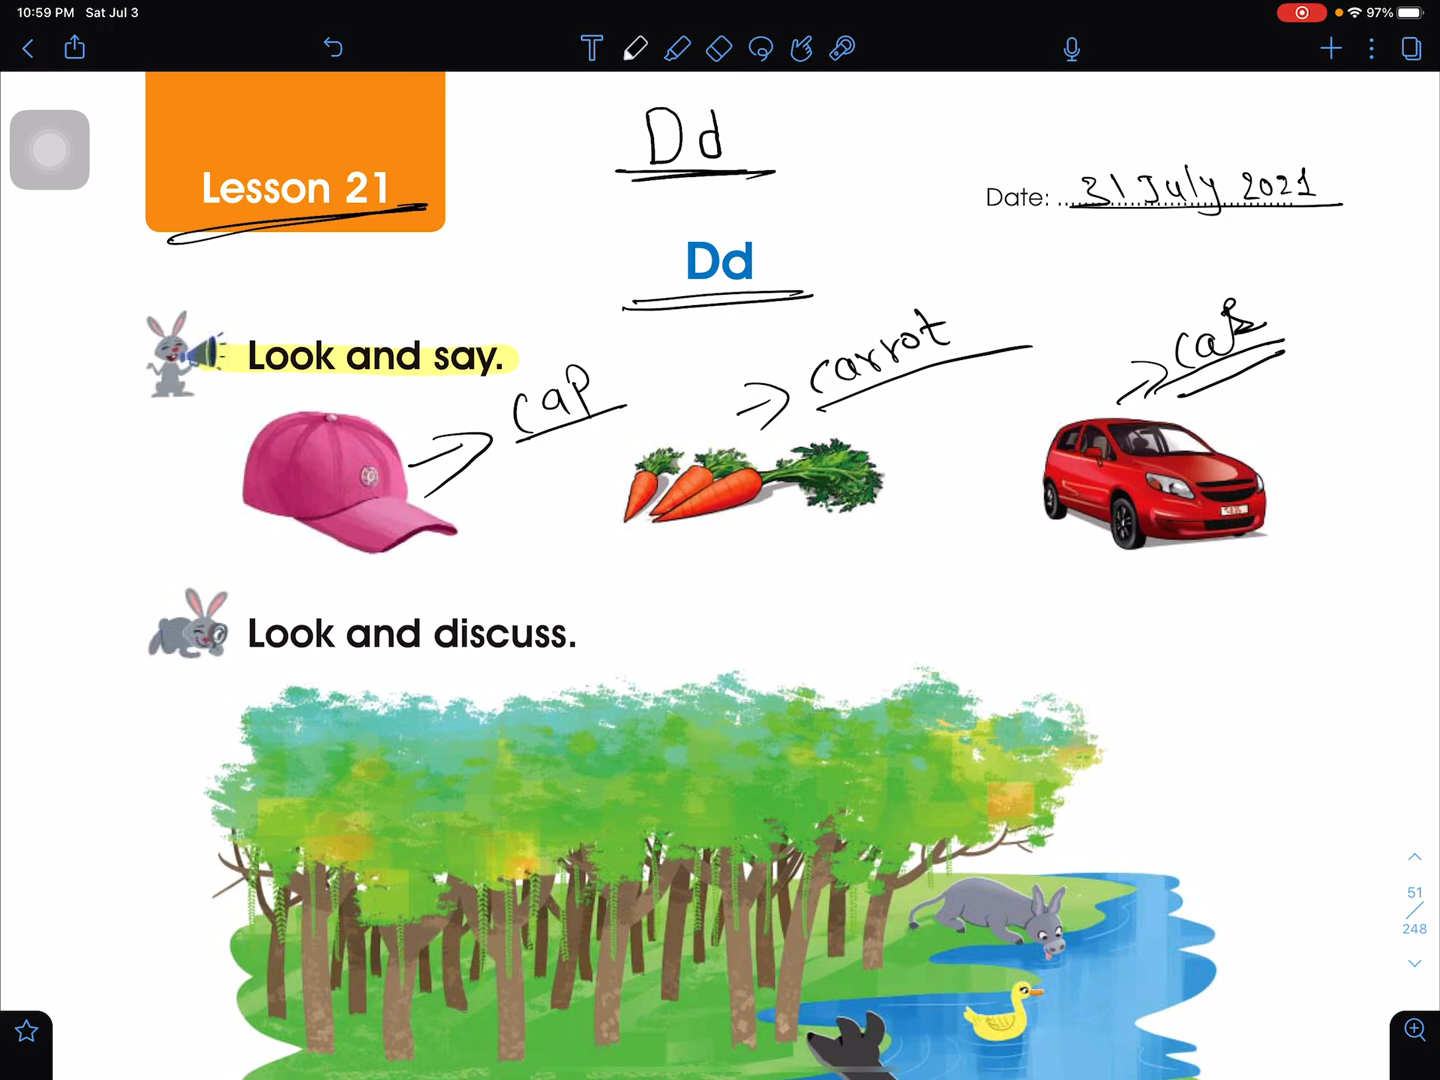 10:59 PM Sat Jul 3
97%
Dd
Lesson 21
Date: 31 July 2021
Dd
Look and say.
cap
carrot
car
Look and discuss.
51
248